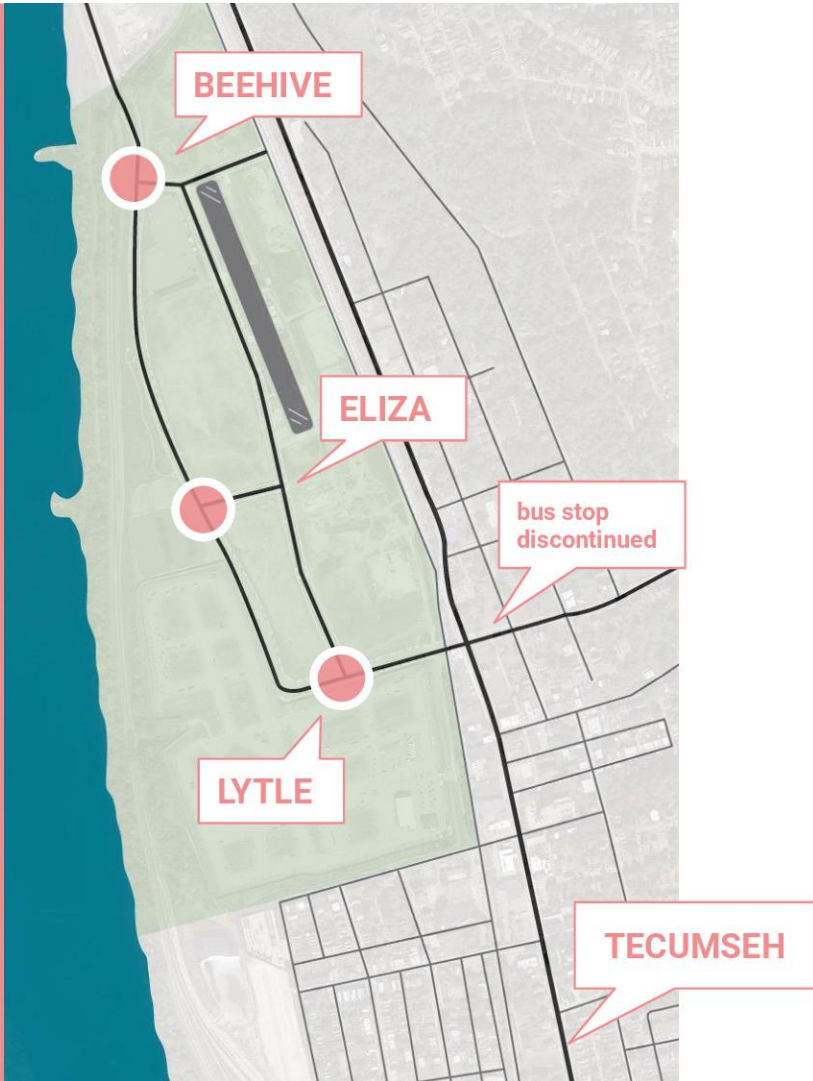 BEEHIVE
ELIZA
bus stop
discontinued
LYTLE
TECUMSEH